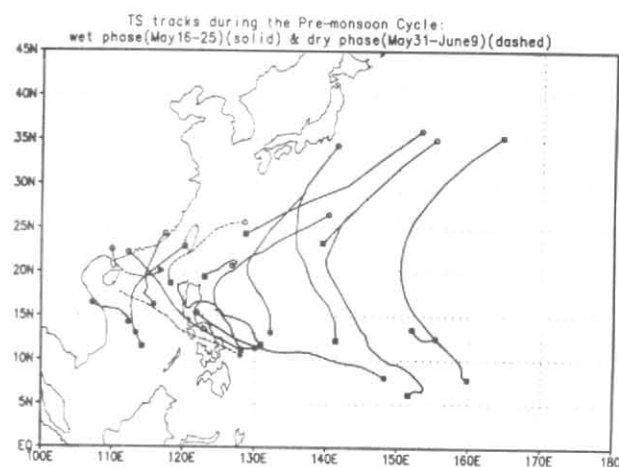 TS tracks during the Pre-monsoon Cycle:
wet phase(May16-25)(solid) & dry phase(May31-June9)(dashed)
45N
40N
35N
30N
25N
20N
15N
10N
5N
EQ
100E 110E 120E 130E 140E 150E 160E 170E 180